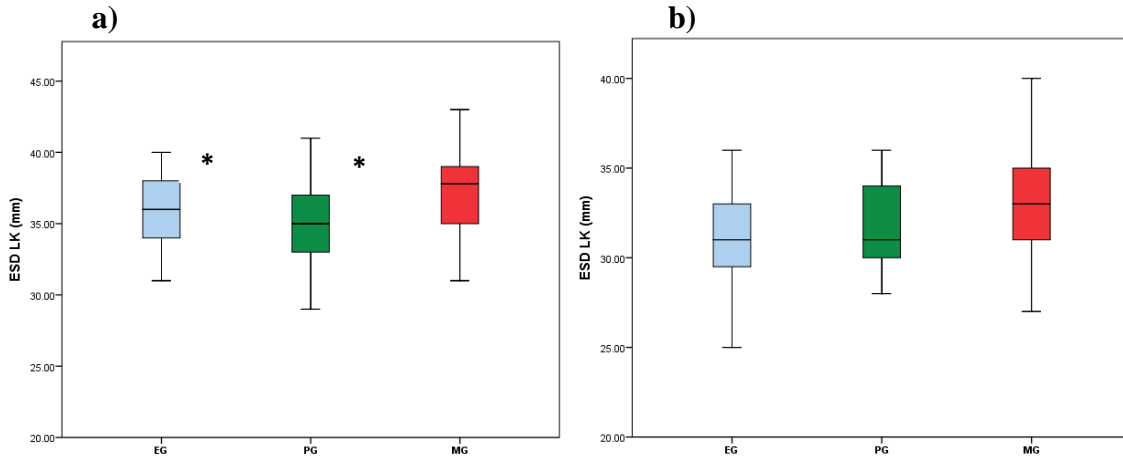 a)
ESD LK (mm)
45.00
40.00
35.00
30.00
25.00
20.00
*
*
EG
PG
MG
b)
ESD LK (mm)
40.00
35.00
30.00
25.00
20.00
EG
PG
MG